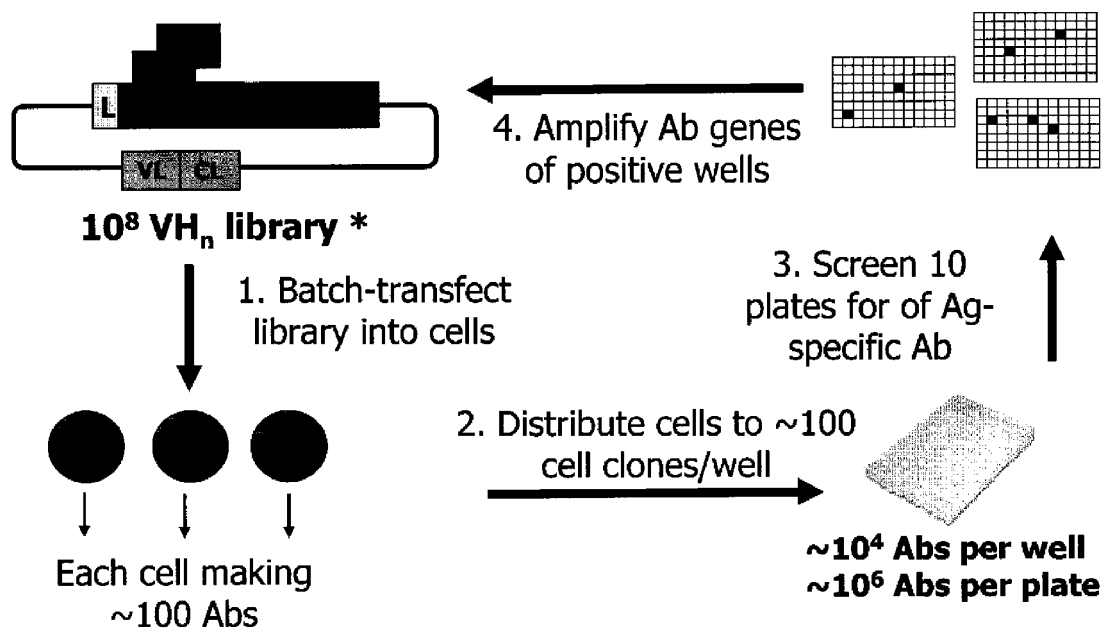 L
VL CL
10⁸ VHₙ library *
1. Batch-transfect
library into cells
Each cell making
~100 Abs
2. Distribute cells to ~100
cell clones/well
~10⁴ Abs per well
~10⁶ Abs per plate
3. Screen 10
plates for of Ag-
specific Ab
4. Amplify Ab genes
of positive wells